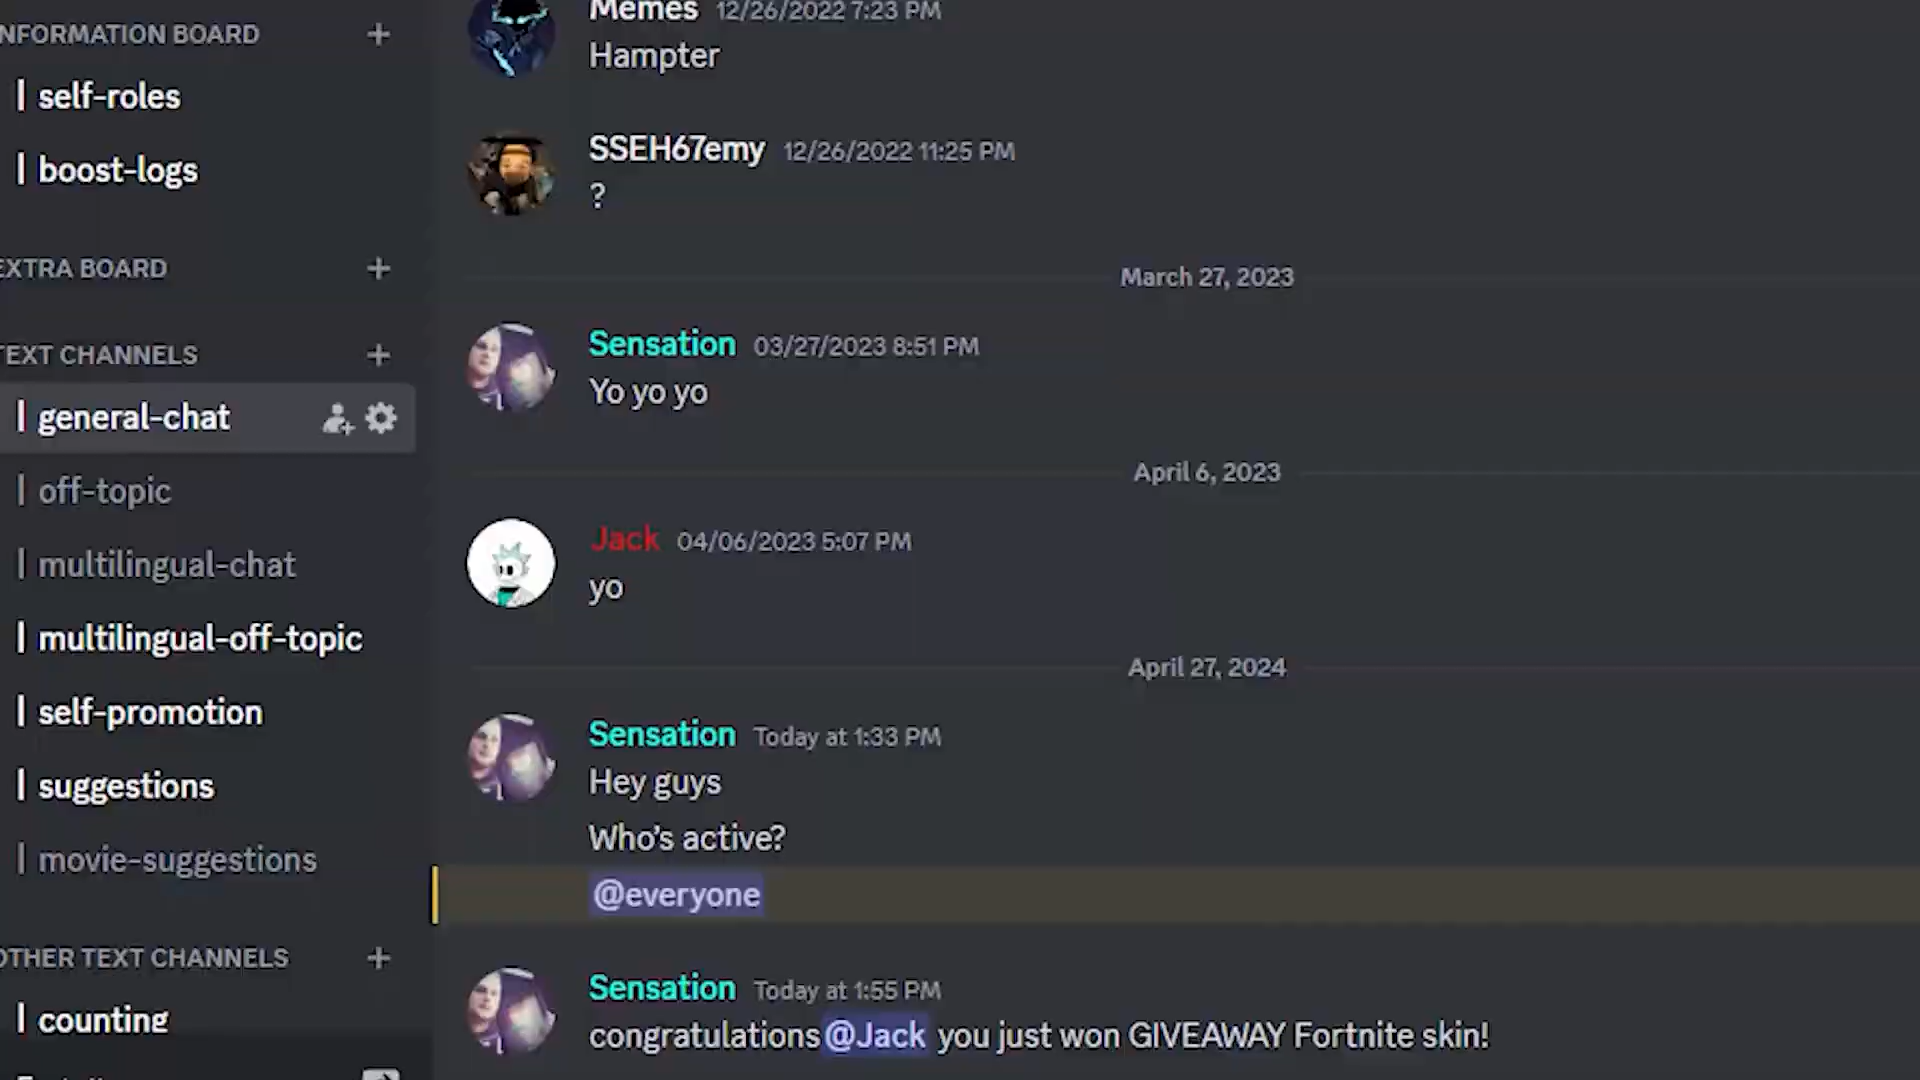 NFORMATION BOARD
self-roles
boost-logs
EXTRA BOARD
TEXT CHANNELS
general-chat
off-topic
multilingual-chat
multilingual-off-topic
self-promotion
suggestions
movie-suggestions
OTHER TEXT CHANNELS
counting
Memes 12/26/2022 7:23 PM
Hampter
SSEH67emy 12/26/2022 11:25 PM
?
March 27, 2023
Sensation 03/27/2023 8:51 PM
Yo yo yo
April 6, 2023
Jack 04/06/2023 5:07 PM
yo
April 27, 2024
Sensation Today at 1:33 PM
Hey guys
Who's active?
@everyone
Sensation Today at 1:55 PM
congratulations @Jack you just won GIVEAWAY Fortnite skin!